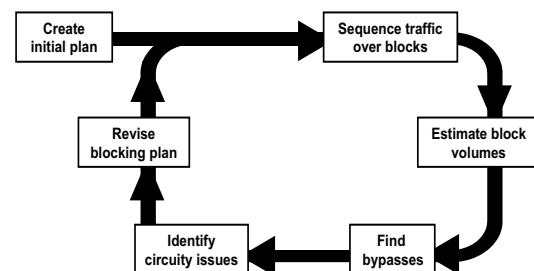 Create
initial plan
Sequence traffic
over blocks
Estimate block
volumes
Find
bypasses
Identify
circuity issues
Revise
blocking plan